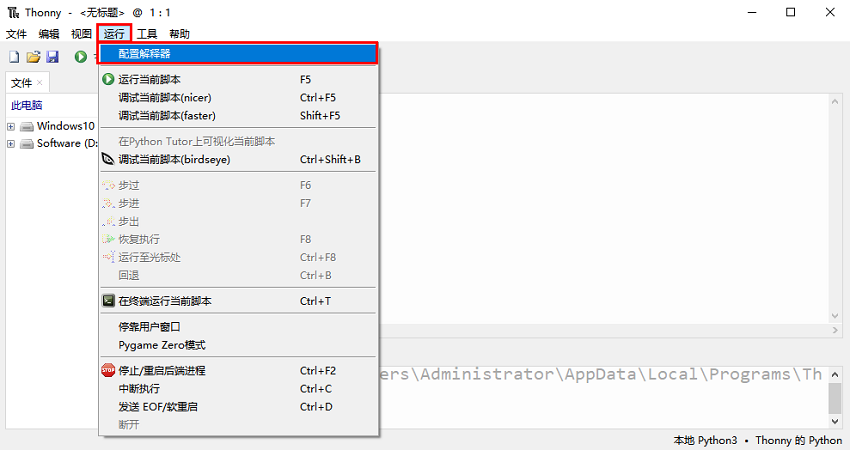 Thonny - <无标题> @ 1 : 1
文件 编辑 视图 运行 工具 帮助
配置解释器
文件 ×
此电脑
Windows10
Software (D:
运行当前脚本 F5
调试当前脚本(nicer) Ctrl+F5
调试当前脚本(faster) Shift+F5
在Python Tutor上可视化当前脚本
调试当前脚本(birdseye) Ctrl+Shift+B
步过 F6
步进 F7
步出
恢复执行 F8
运行至光标处 Ctrl+F8
回退 Ctrl+B
在终端运行当前脚本 Ctrl+T
停靠用户窗口
Pygame Zero模式
STOP 停止/重启后端进程 Ctrl+F2
中断执行 Ctrl+C
发送 EOF/软重启 Ctrl+D
断开
ers\Administrator\AppData\Local\Programs\Th
本地 Python3 • Thonny 的 Python